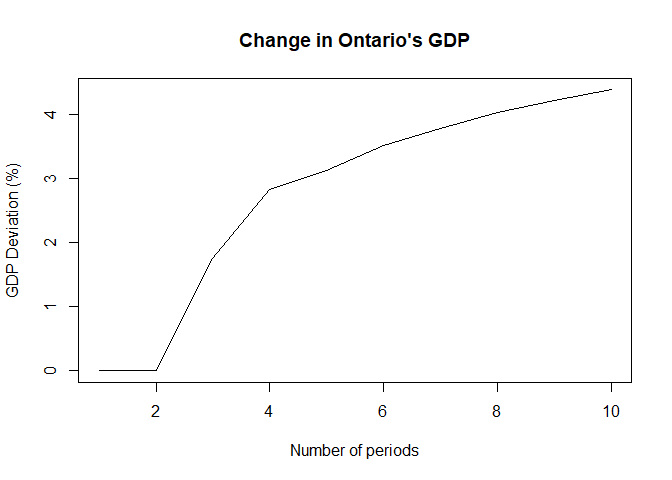 Change in Ontario's GDP
GDP Deviation (%)
4
3
2
1
0
2 4 6 8 10
Number of periods